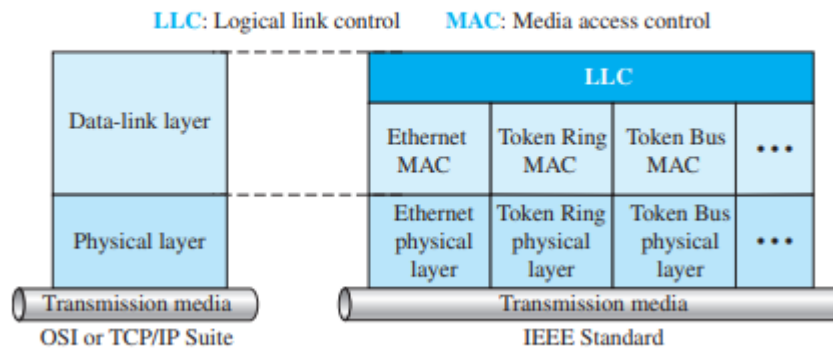 LLC: Logical link control MAC: Media access control
LLC
Data-link layer
Ethernet
MAC
Token Ring
MAC
Token Bus
MAC
•••
Physical layer
Ethernet
physical
layer
Token Ring
physical
layer
Token Bus
physical
layer
•••
Transmission media
Transmission media
OSI or TCP/IP Suite
IEEE Standard